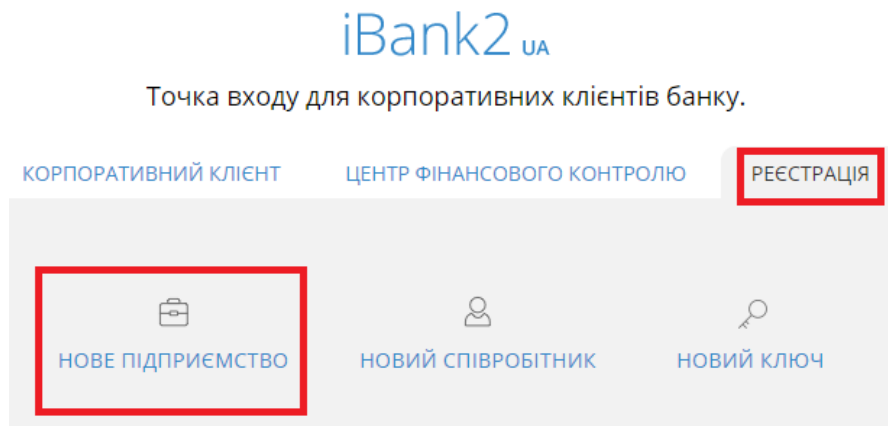 iBank2 UA
Точка входу для корпоративних клієнтів банку.
КОРПОРАТИВНИЙ КЛІЄНТ ЦЕНТР ФІНАНСОВОГО КОНТРОЛЮ РЕЄСТРАЦІЯ
НОВЕ ПІДПРИЄМСТВО НОВИЙ СПІВРОБІТНИК НОВИЙ КЛЮЧ